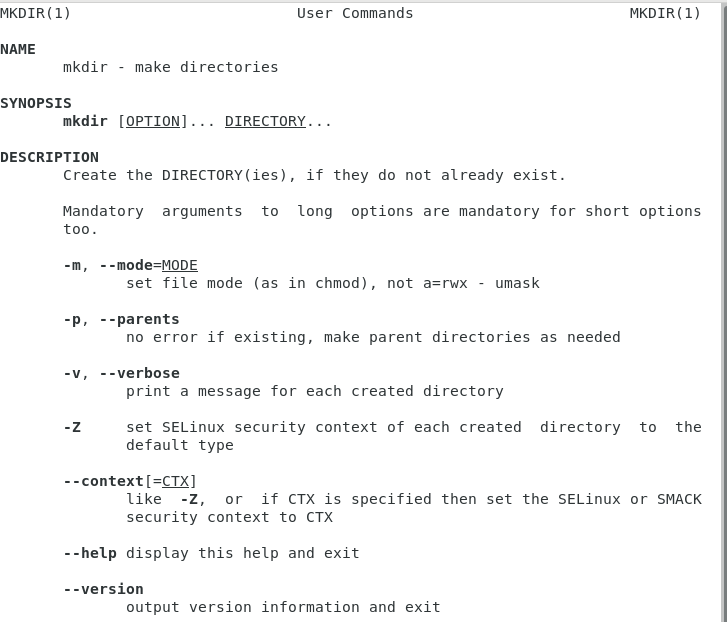 MKDIR(1) User Commands MKDIR(1)
NAME
mkdir - make directories
SYNOPSIS
mkdir [OPTION]... DIRECTORY...
DESCRIPTION
Create the DIRECTORY(ies), if they do not already exist.
Mandatory arguments to long options are mandatory for short options
too.
-m, --mode=MODE
set file mode (as in chmod), not a=rwx - umask
-p, --parents
no error if existing, make parent directories as needed
-v, --verbose
print a message for each created directory
-Z set SELinux security context of each created directory to the
default type
--context[=CTX]
like -Z, or if CTX is specified then set the SELinux or SMACK
security context to CTX
--help display this help and exit
--version
output version information and exit